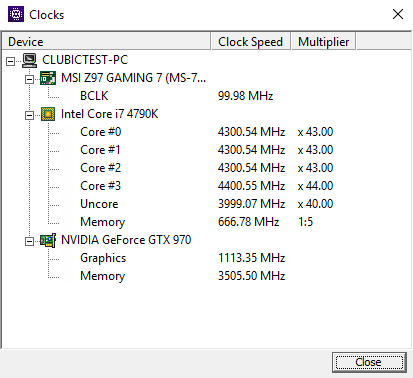 Clocks
Device Clock Speed Multiplier
CLUBICTEST-PC
MSI Z97 GAMING 7 (MS-7...
BCLK 99.98 MHz
Intel Core i7 4790K
Core #0 4300.54 MHz x 43.00
Core #1 4300.54 MHz x 43.00
Core #2 4300.54 MHz x 43.00
Core #3 4400.55 MHz x 44.00
Uncore 3999.07 MHz x 40.00
Memory 666.78 MHz 1:5
NVIDIA GeForce GTX 970
Graphics 1113.35 MHz
Memory 3505.50 MHz
Close